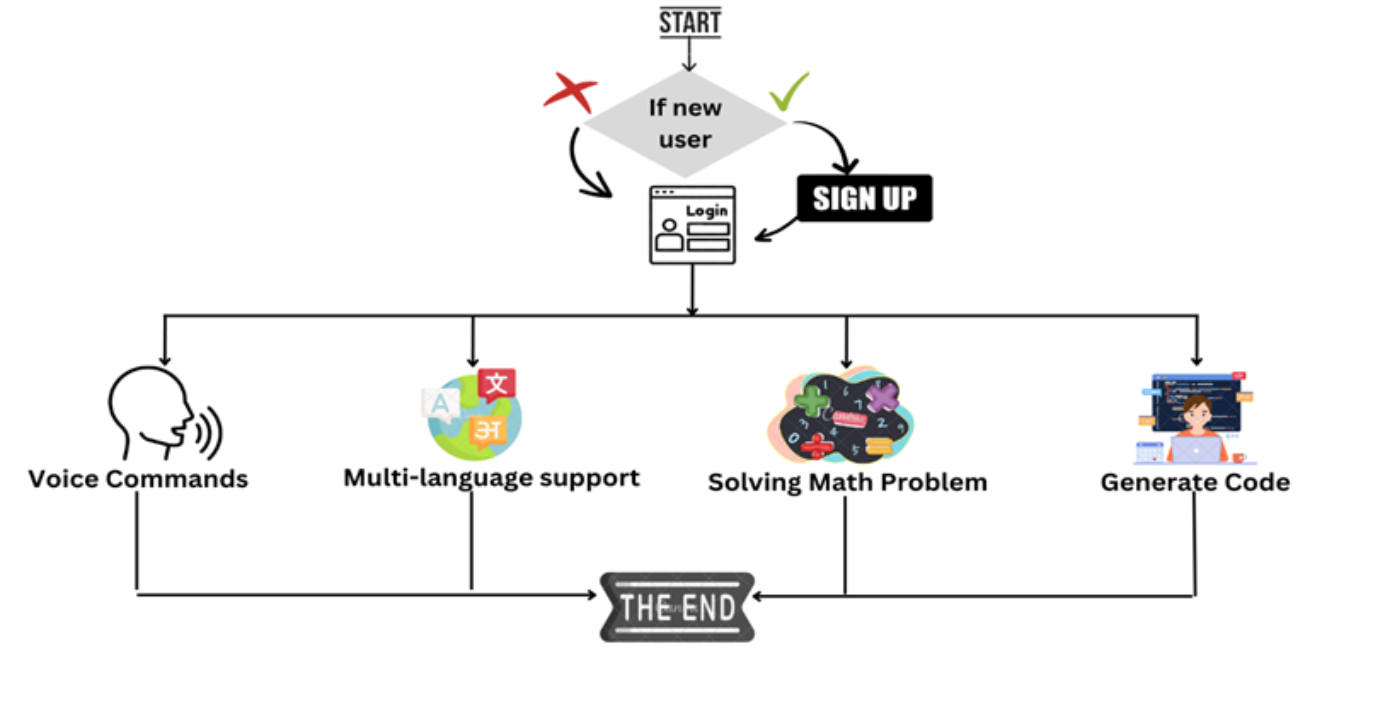 START
If new
user
SIGN UP
Login
A
文
अ
Voice Commands
Multi-language support
Solving Math Problem
Generate Code
THE END